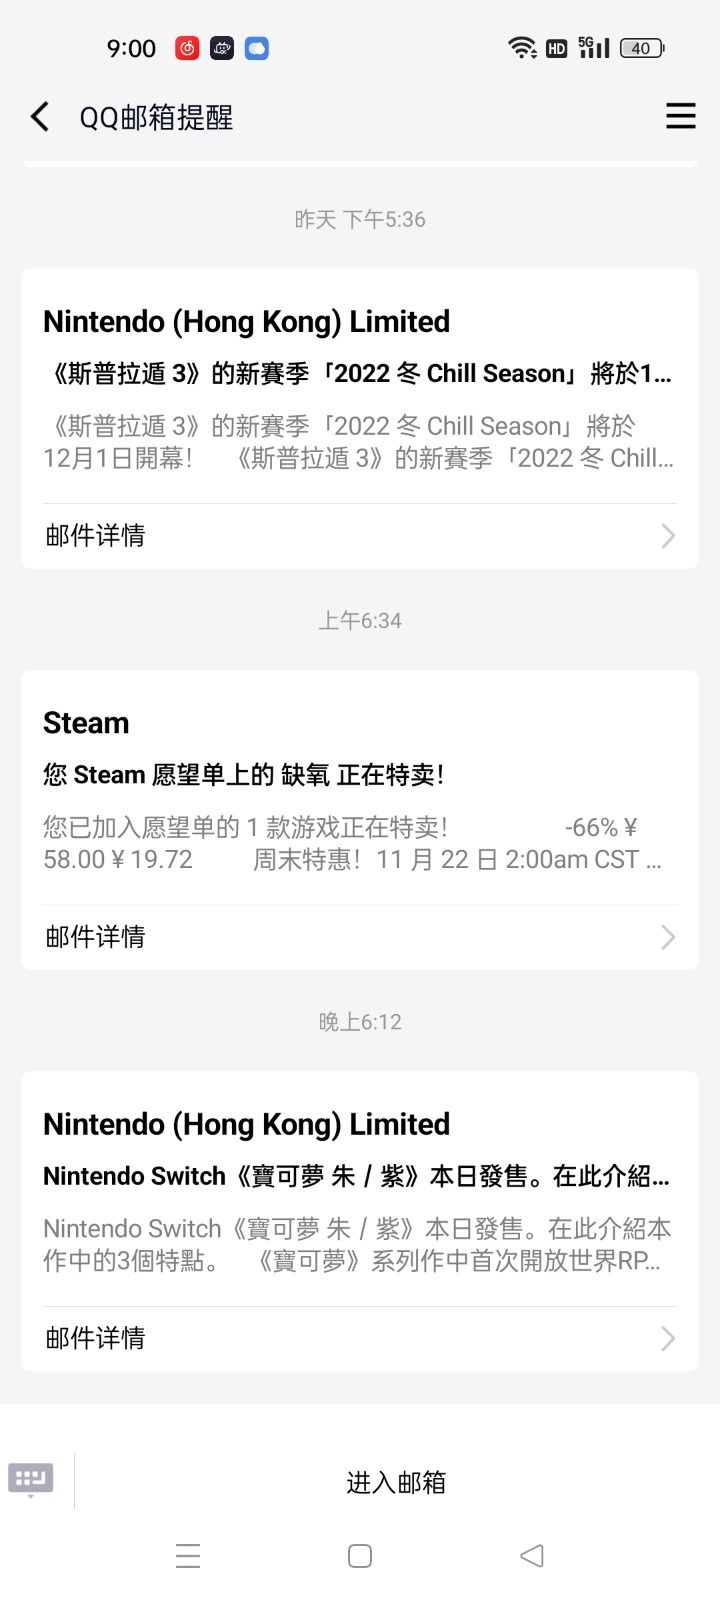 9:00
HD 5G 40
QQ邮箱提醒
昨天 下午5:36
Nintendo (Hong Kong) Limited
《斯普拉遁 3》的新賽季「2022 冬 Chill Season」將於1...
《斯普拉遁 3》的新賽季「2022 冬 Chill Season」將於
12月1日開幕！ 《斯普拉遁 3》的新賽季「2022 冬 Chill...
邮件详情
上午6:34
Steam
您 Steam 愿望单上的 缺氧 正在特卖！
您已加入愿望单的 1 款游戏正在特卖！ -66% ¥
58.00 ¥ 19.72 周末特惠！11 月 22 日 2:00am CST ...
邮件详情
晚上6:12
Nintendo (Hong Kong) Limited
Nintendo Switch《寶可夢 朱 / 紫》本日發售。在此介紹...
Nintendo Switch《寶可夢 朱 / 紫》本日發售。在此介紹本
作中的3個特點。 《寶可夢》系列作中首次開放世界RP...
邮件详情
进入邮箱